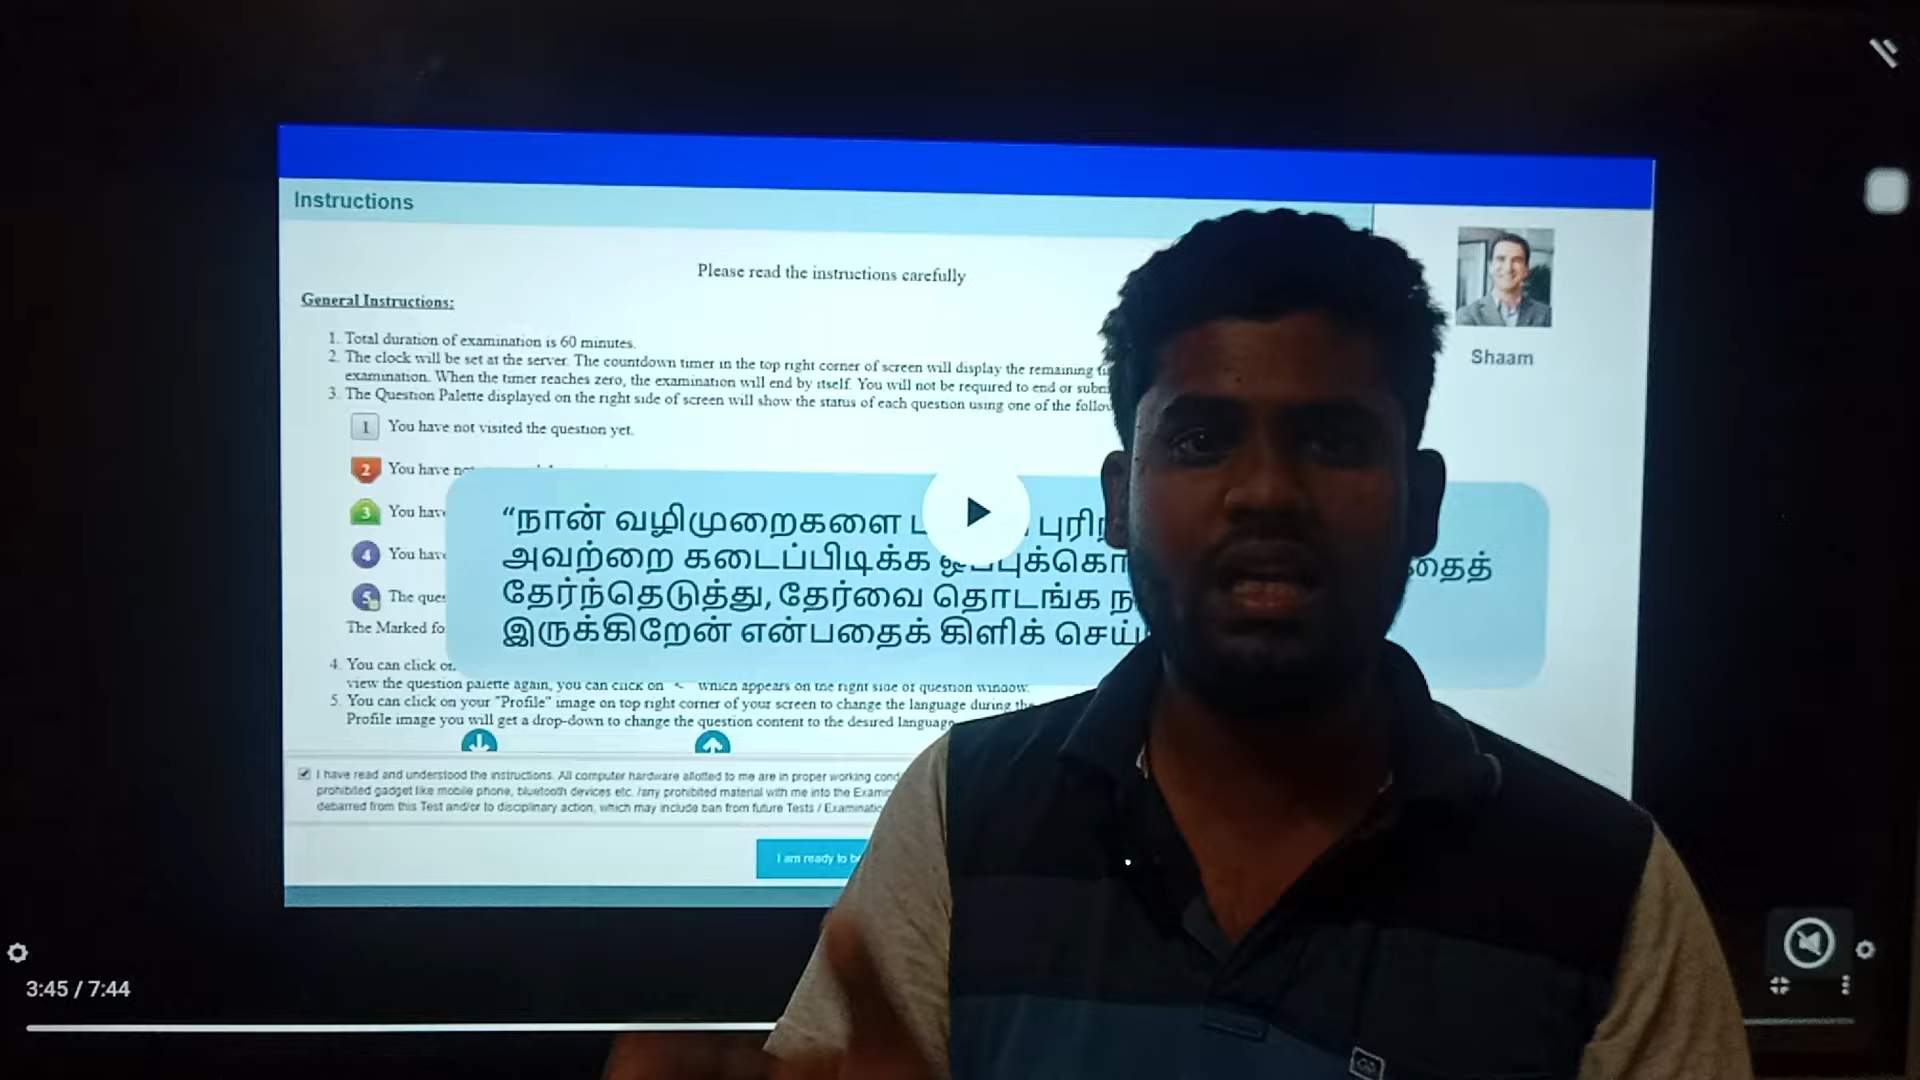 Instructions
Please read the instructions carefully
General Instructions:
Shaam
1. Total duration of examination is 60 minutes.
2. The clock will be set at the server. The countdown timer in the top right corner of screen will display the remaining
examination. When the timer reaches zero, the examination will end by itself. You will not be required to end or
3. The Question Palette displayed on the right side of screen will show the status of each question using one of the
1 You have not visited the question yet.
2 You have
3 You have
4 You have
5 The
“நான் வழிமுறைகளை
அவற்றை கடைப்பிடிக்க
தேர்ந்தெடுத்து, தேர்வை தொடங்க
இருக்கிறேன் என்பதைக் கிளிக்
The Marked
4. You can click
view the question palette again, you can click on which appears on the right side of question window.
5. You can click on your "Profile" image on top right corner of your screen to change the language during the
Profile image you will get a drop-down to change the question content to the desired language
I have read and understood the instructions. All computer hardware allotted to me are in proper working
prohibited gadget like mobile phone, bluetooth devices etc. /any prohibited material with me into the
debarred from this Test and/or to disciplinary action, which may include ban from future Tests /
I am ready to
3:45 / 7:44